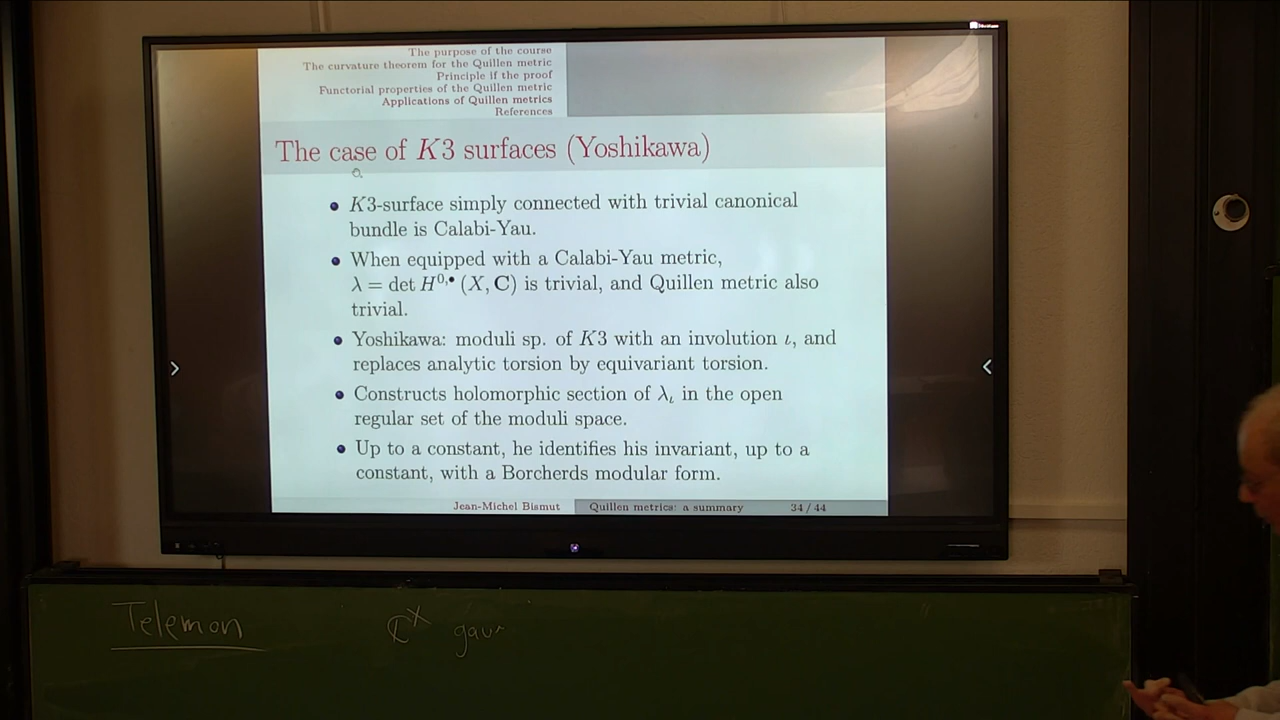 The purpose of the course
The curvature theorem for the Quillen metric
Principle if the proof
Functorial properties of the Quillen metric
Applications of Quillen metrics
References
The case of K3 surfaces (Yoshikawa)
• K3-surface simply connected with trivial canonical
bundle is Calabi-Yau.
• When equipped with a Calabi-Yau metric,
λ = det H⁰,• (X, C) is trivial, and Quillen metric also
trivial.
• Yoshikawa: moduli sp. of K3 with an involution ι, and
replaces analytic torsion by equivariant torsion.
• Constructs holomorphic section of λι in the open
regular set of the moduli space.
• Up to a constant, he identifies his invariant, up to a
constant, with a Borcherds modular form.
Jean-Michel Bismut Quillen metrics: a summary 34 / 44
Telemon ℂˣ